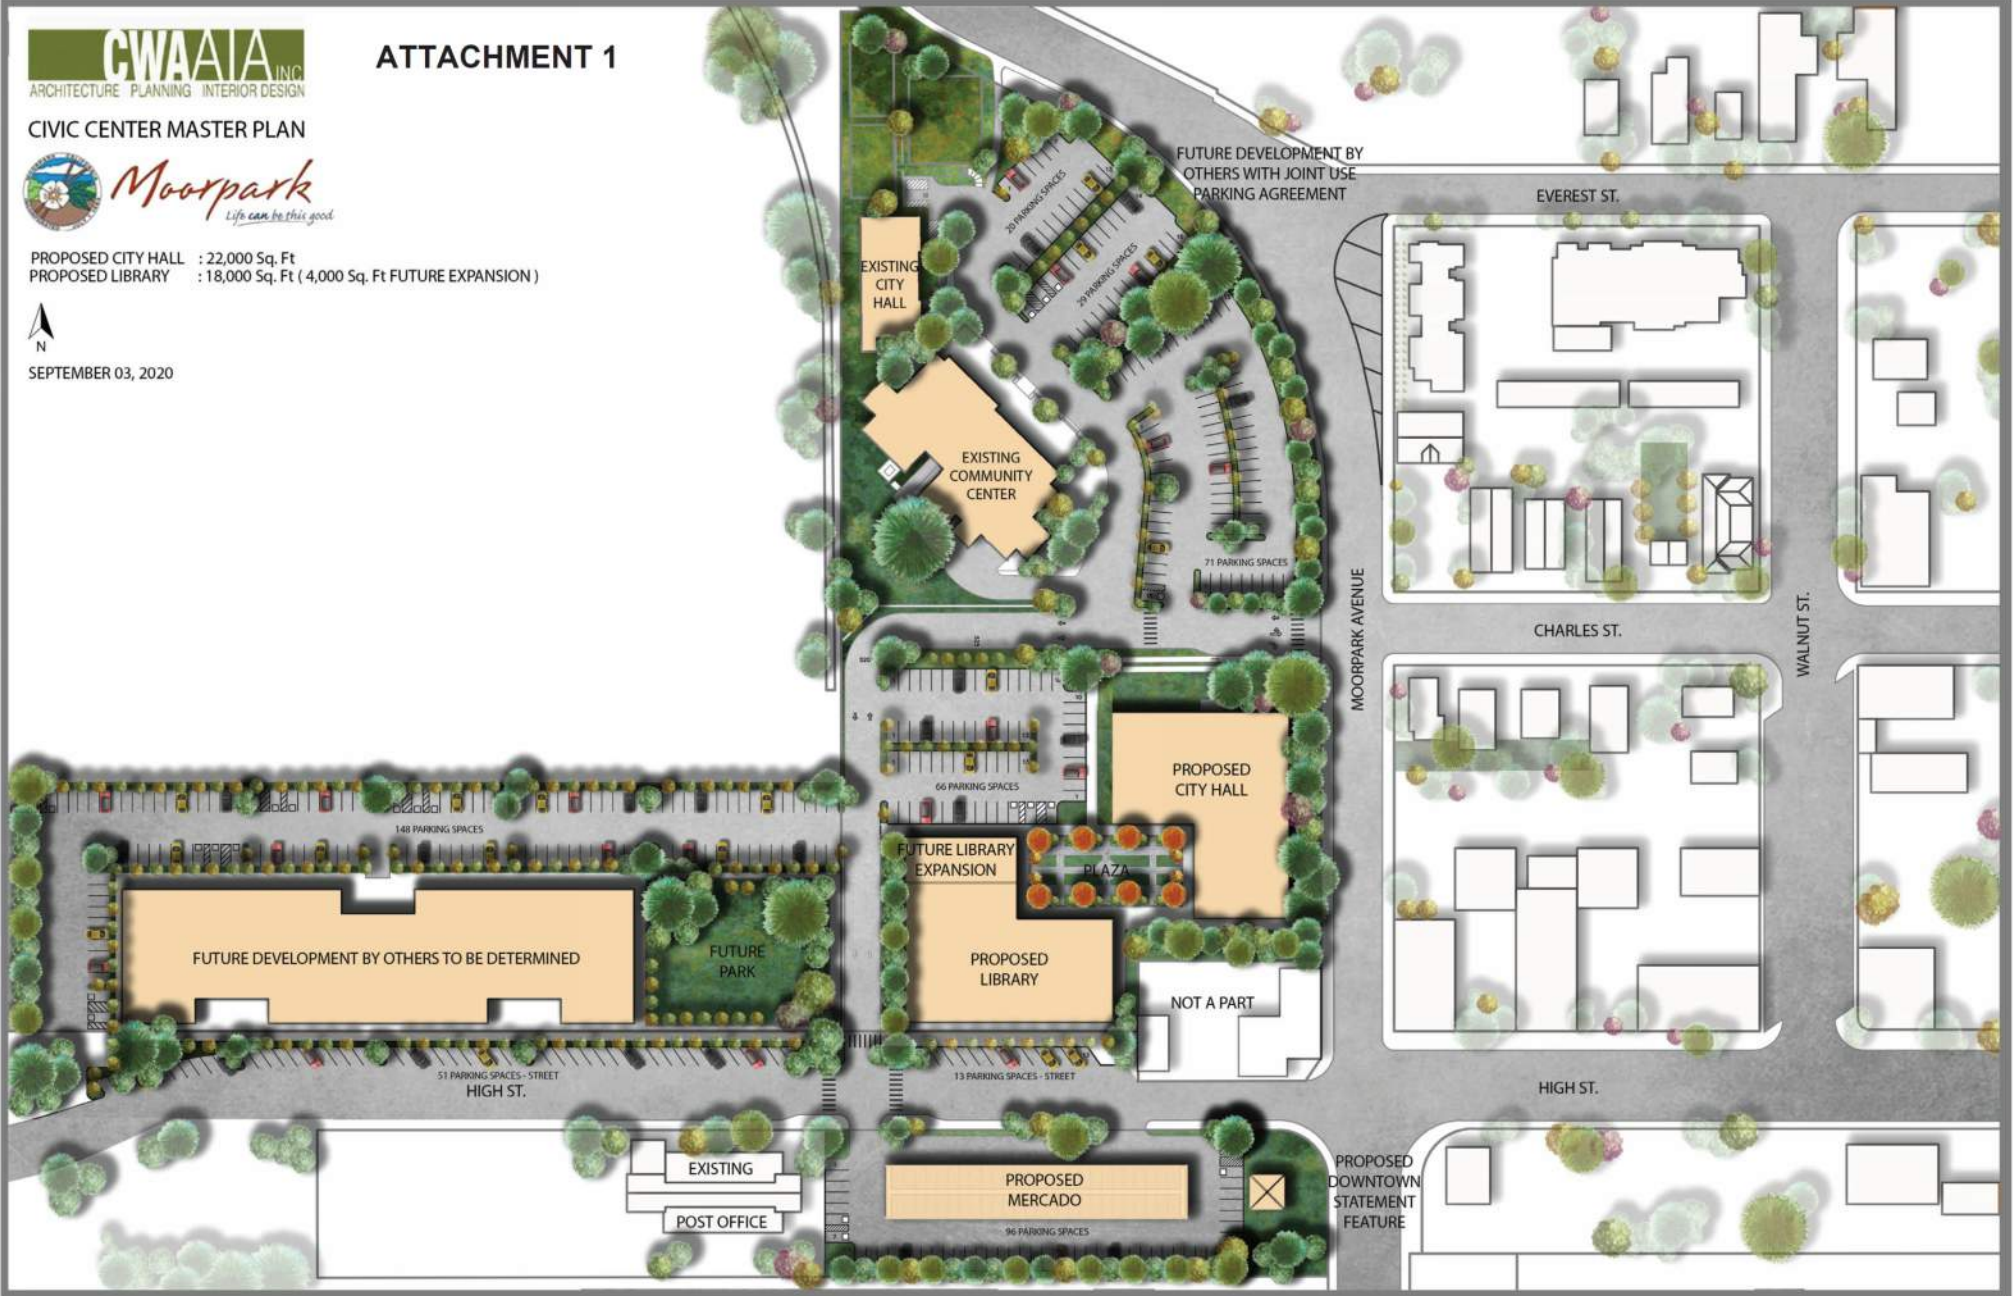 CWAAIA INC
ARCHITECTURE PLANNING INTERIOR DESIGN
ATTACHMENT 1
CIVIC CENTER MASTER PLAN
Moorpark
Life can be this good
PROPOSED CITY HALL : 22,000 Sq. Ft
PROPOSED LIBRARY : 18,000 Sq. Ft ( 4,000 Sq. Ft FUTURE EXPANSION )
N
SEPTEMBER 03, 2020
FUTURE DEVELOPMENT BY
OTHERS WITH JOINT USE
PARKING AGREEMENT
EVEREST ST.
20 PARKING SPACES
29 PARKING SPACES
EXISTING
CITY
HALL
EXISTING
COMMUNITY
CENTER
71 PARKING SPACES
MOORPARK AVENUE
CHARLES ST.
WALNUT ST.
PROPOSED
CITY HALL
66 PARKING SPACES
148 PARKING SPACES
FUTURE LIBRARY
EXPANSION
PLAZA
FUTURE DEVELOPMENT BY OTHERS TO BE DETERMINED
FUTURE
PARK
PROPOSED
LIBRARY
NOT A PART
51 PARKING SPACES - STREET
13 PARKING SPACES - STREET
HIGH ST.
HIGH ST.
EXISTING
POST OFFICE
PROPOSED
MERCADO
96 PARKING SPACES
PROPOSED
DOWNTOWN
STATEMENT
FEATURE